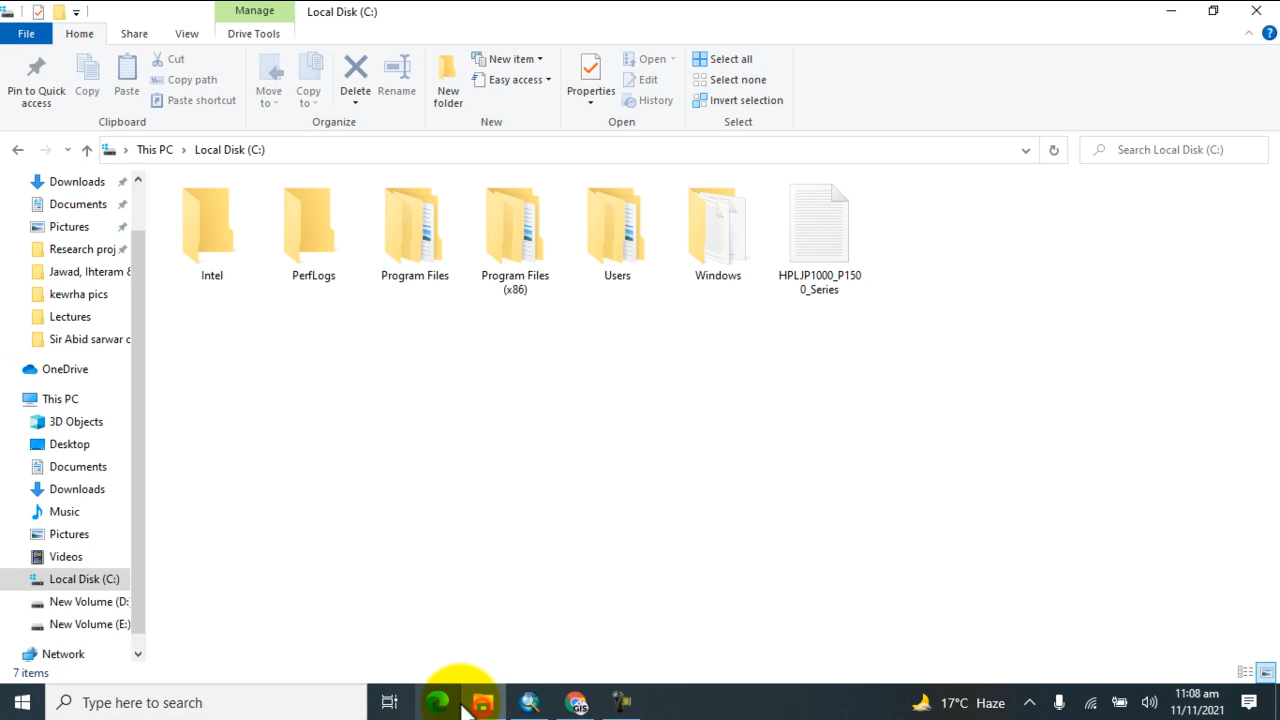 Manage
Local Disk (C:)
File
Home
Share
View
Drive Tools
Pin to Quick access
Copy
Paste
Cut
Copy path
Paste shortcut
Clipboard
Move to
Copy to
Delete
Rename
Organize
New folder
New item
Easy access
New
Properties
Open
Edit
History
Open
Select all
Select none
Invert selection
Select
This PC
Local Disk (C:)
Search Local Disk (C:)
Downloads
Documents
Pictures
Research proj
Jawad, Ihteram &
kewrha pics
Lectures
Sir Abid sarwar c
OneDrive
This PC
3D Objects
Desktop
Documents
Downloads
Music
Pictures
Videos
Local Disk (C:)
New Volume (D:
New Volume (E:)
Network
Intel
PerfLogs
Program Files
Program Files
(x86)
Users
Windows
HPLJP1000_P150
0_Series
7 items
Type here to search
GIS
17°C Haze
11:08 am
11/11/2021